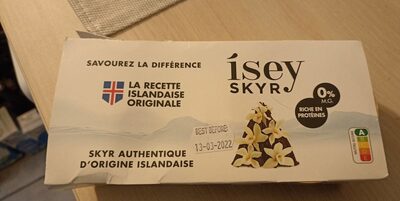 SAVOUREZ LA DIFFÉRENCE
LA RECETTE
ISLANDAISE
ORIGINALE
SKYR AUTHENTIQUE
D'ORIGINE ISLANDAISE
BEST BEFORE:
13-03-2022
ísey
SKYR
0%
M.G.
RICHE EN
PROTÉINES
A